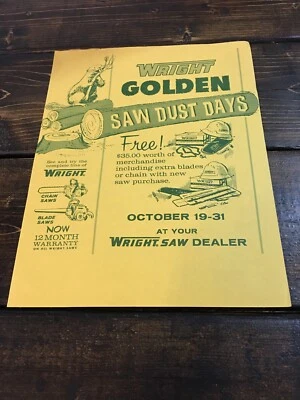 WRIGHT
GOLDEN
SAW DUST DAYS
Free!
$35.00 worth of
merchandise
including extra blades
or chain with new
saw purchase.
See and try the
complete line of
WRIGHT
CHAIN
SAWS
BLADE
SAWS
NOW
12 MONTH
WARRANTY
OCTOBER 19-31
AT YOUR
WRIGHT SAW DEALER